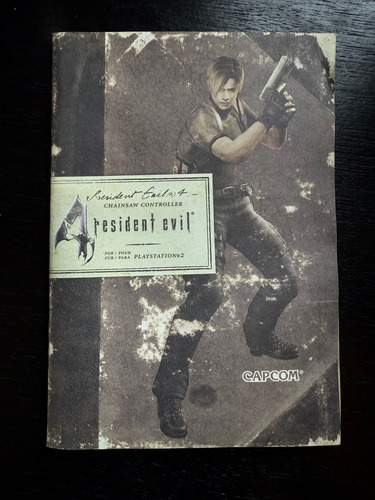 Resident Evil 4
CHAINSAW CONTROLLER
4 resident evil®
FOR / POUR
FÜR / PARA PLAYSTATION®2
CAPCOM®